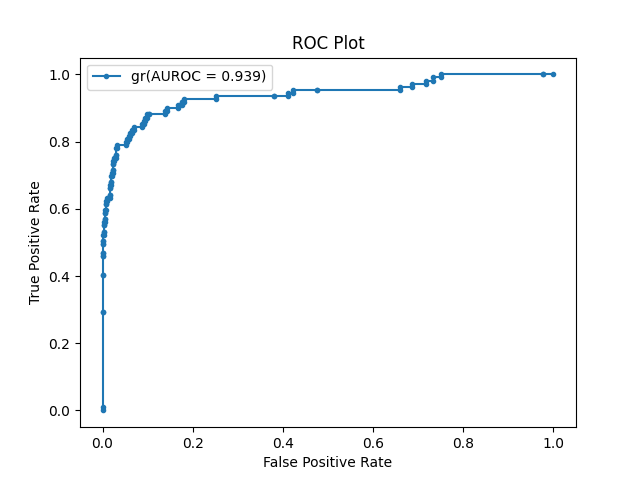 ROC Plot
gr(AUROC = 0.939)
True Positive Rate
1.0
0.8
0.6
0.4
0.2
0.0
0.0 0.2 0.4 0.6 0.8 1.0
False Positive Rate